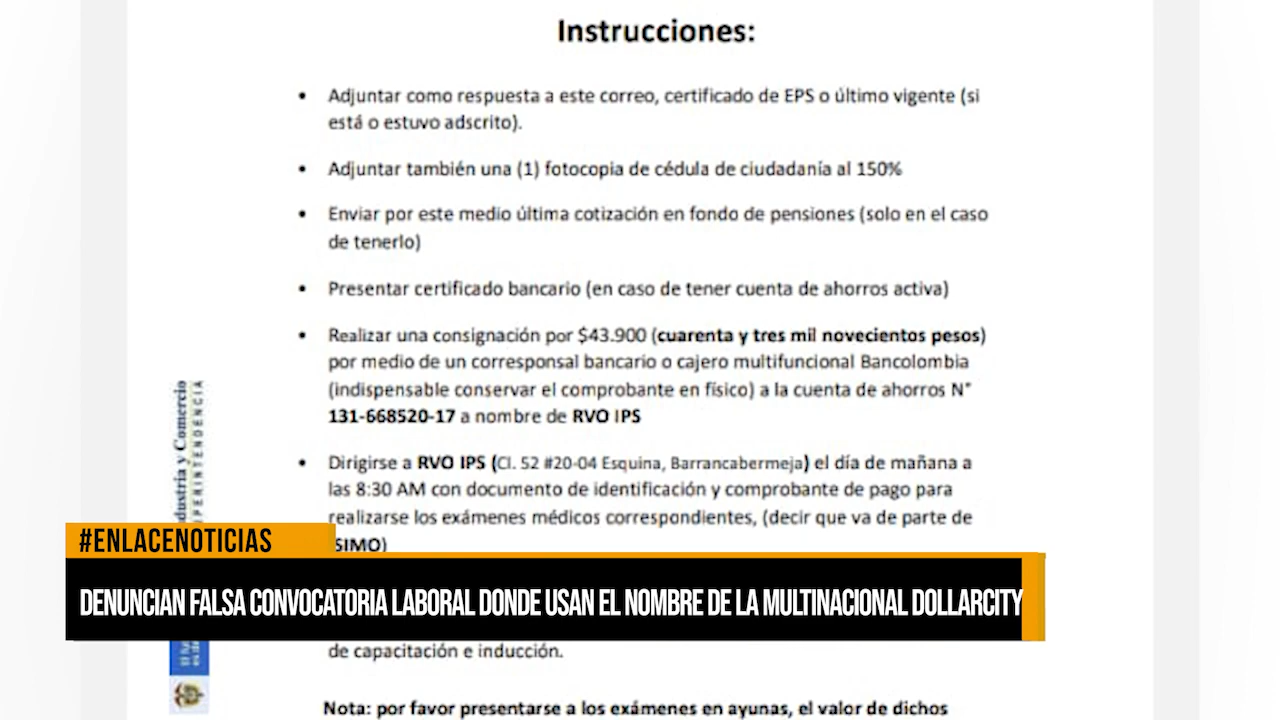 Instrucciones:
• Adjuntar como respuesta a este correo, certificado de EPS o último vigente (si
está o estuvo adscrito).
• Adjuntar también una (1) fotocopia de cédula de ciudadanía al 150%
• Enviar por este medio última cotización en fondo de pensiones (solo en el caso
de tenerlo)
• Presentar certificado bancario (en caso de tener cuenta de ahorros activa)
• Realizar una consignación por $43.900 (cuarenta y tres mil novecientos pesos)
por medio de un corresponsal bancario o cajero multifuncional Bancolombia
(indispensable conservar el comprobante en físico) a la cuenta de ahorros N°
131-668520-17 a nombre de RVO IPS
• Dirigirse a RVO IPS (Cl. 52 #20-04 Esquina, Barrancabermeja) el día de mañana a
las 8:30 AM con documento de identificación y comprobante de pago para
realizarse los exámenes médicos correspondientes, (decir que va de parte de
SIMO)
de capacitación e inducción.
Nota: por favor presentarse a los exámenes en ayunas, el valor de dichos
dustria y Comercio
PERINTENDENCIA
#ENLACENOTICIAS
DENUNCIAN FALSA CONVOCATORIA LABORAL DONDE USAN EL NOMBRE DE LA MULTINACIONAL DOLLARCITY